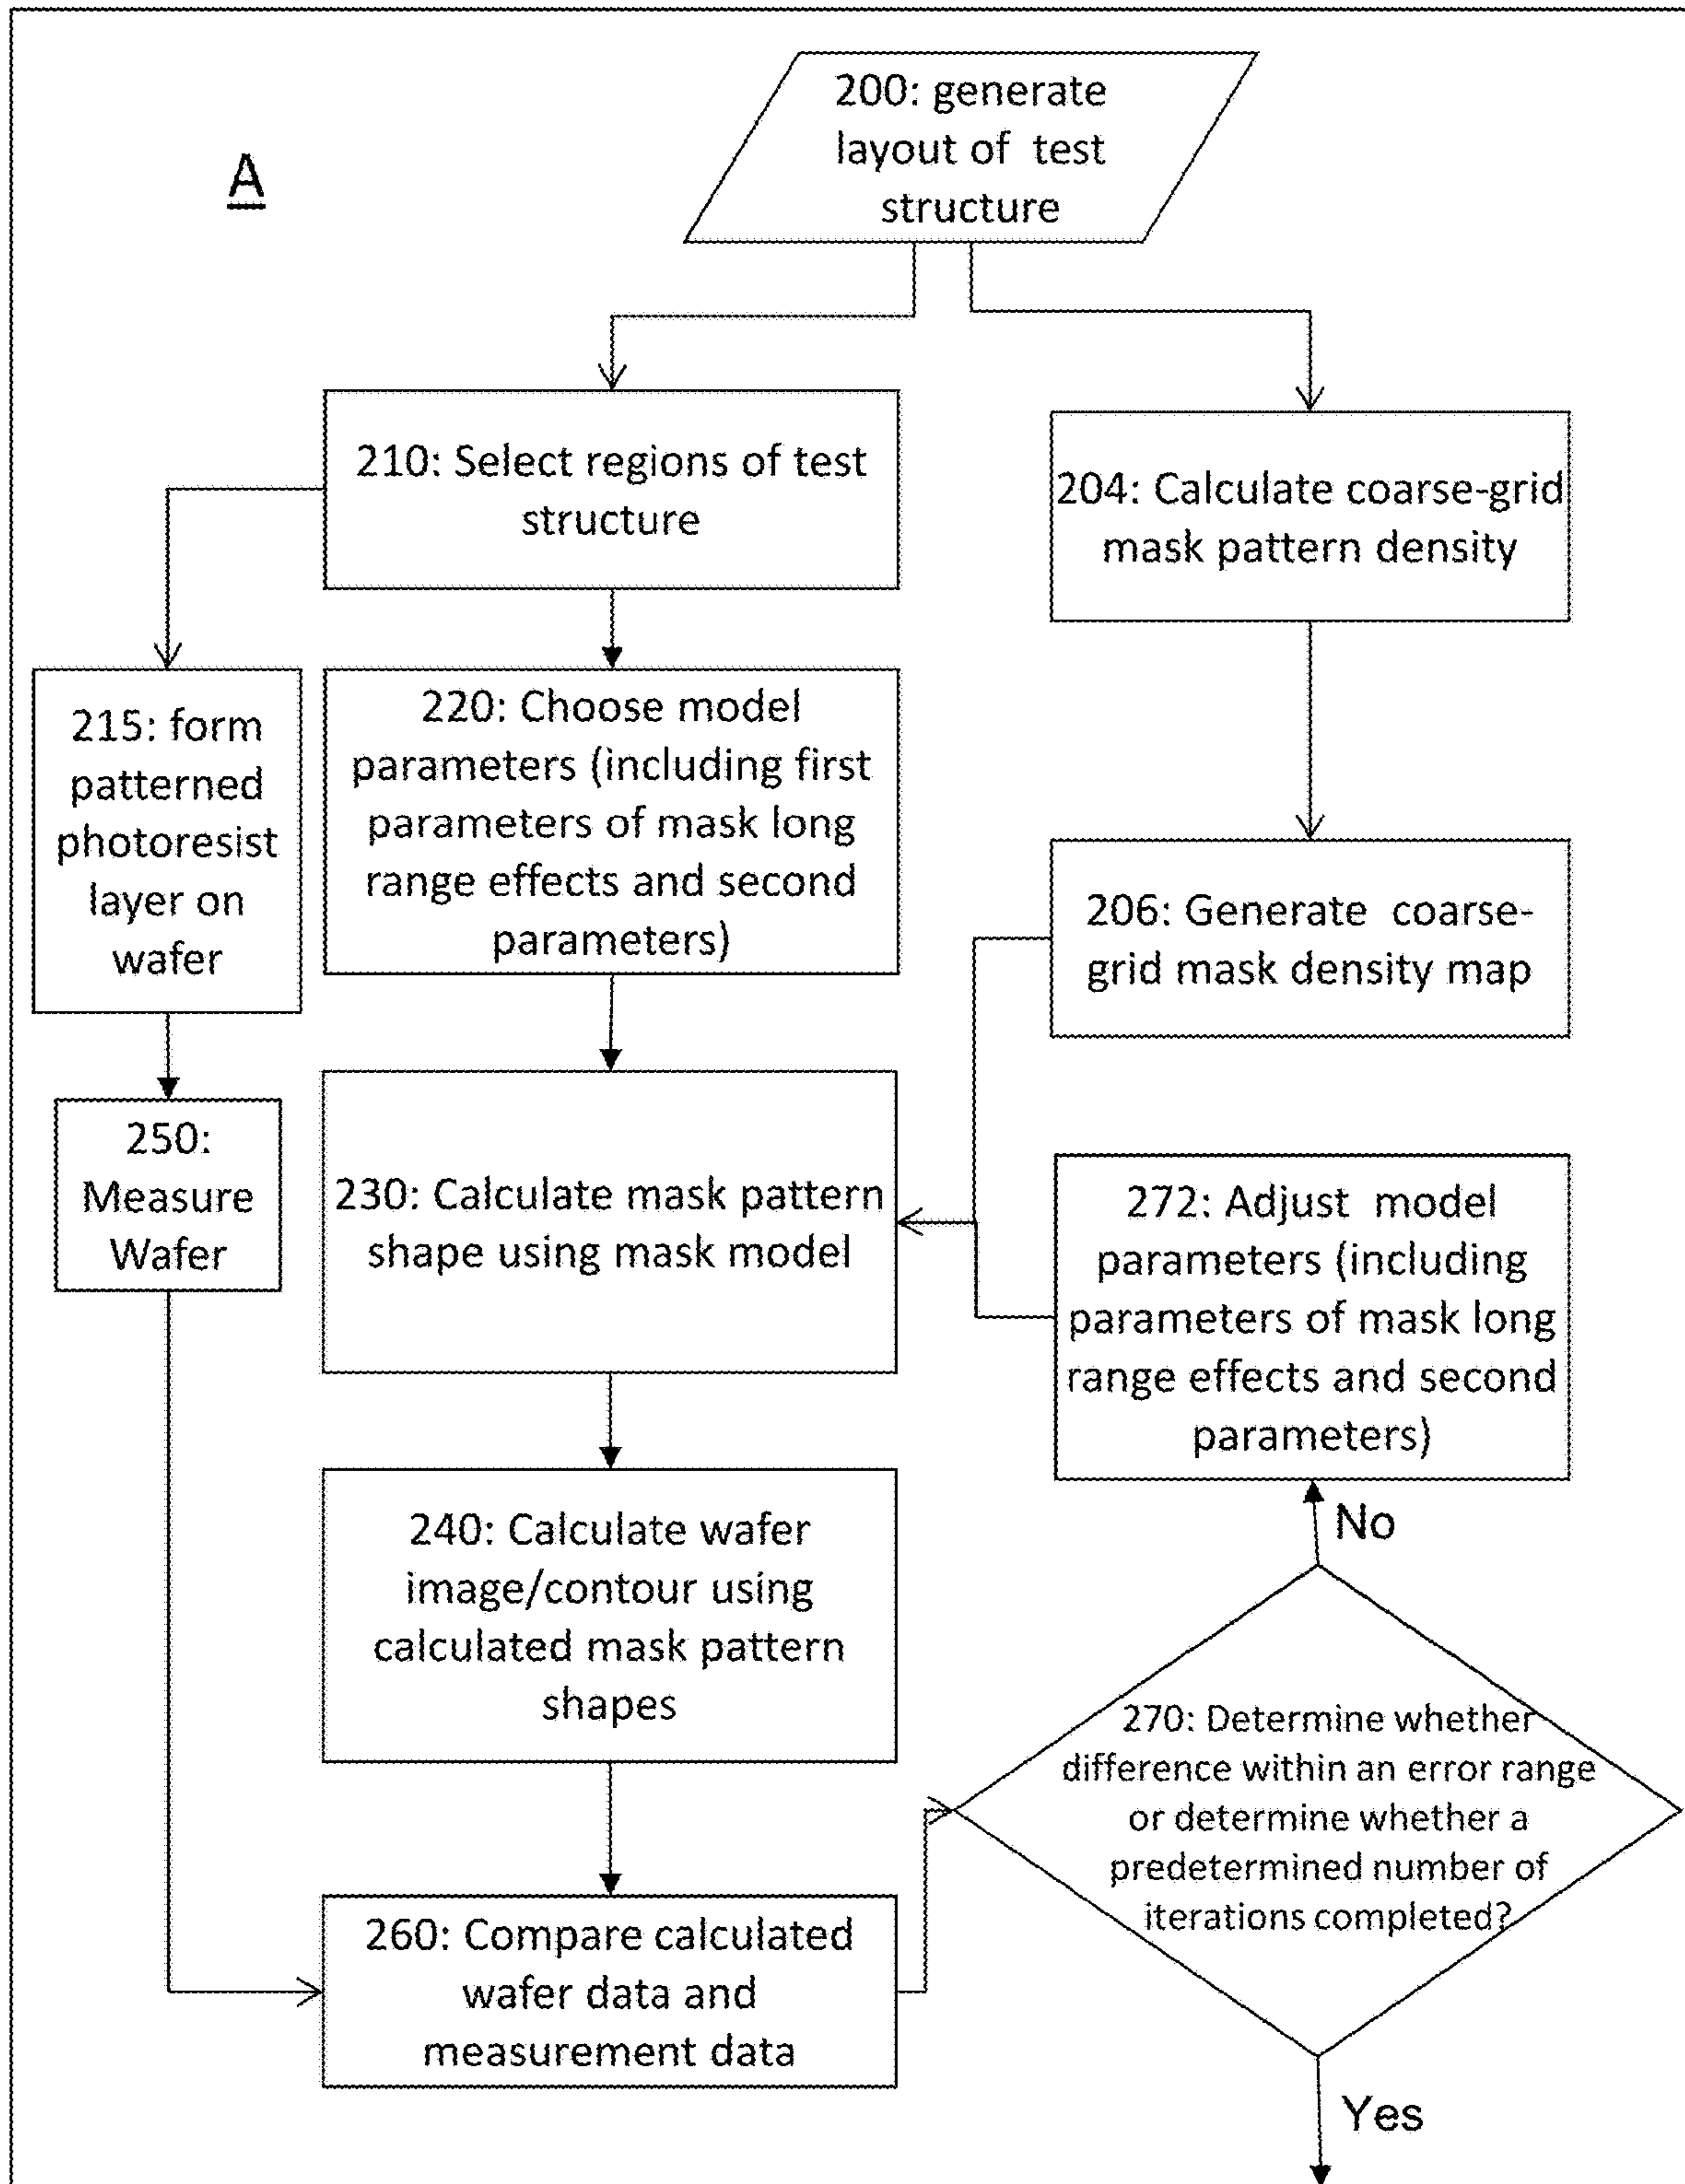 A
200: generate
layout of test
structure
210: Select regions of test
structure
204: Calculate coarse-grid
mask pattern density
215: form
patterned
photoresist
layer on
wafer
220: Choose model
parameters (including first
parameters of mask long
range effects and second
parameters)
206: Generate coarse-
grid mask density map
250:
Measure
Wafer
230: Calculate mask pattern
shape using mask model
272: Adjust model
parameters (including
parameters of mask long
range effects and second
parameters)
No
240: Calculate wafer
image/contour using
calculated mask pattern
shapes
270: Determine whether
difference within an error range
or determine whether a
predetermined number of
iterations completed?
260: Compare calculated
wafer data and
measurement data
Yes